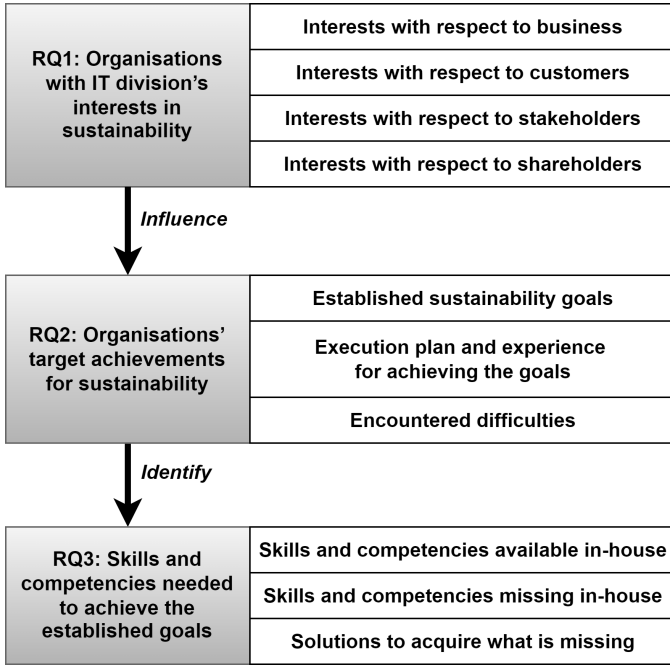 RQ1: Organisations
with IT division's
interests in
sustainability
Interests with respect to business
Interests with respect to customers
Interests with respect to stakeholders
Interests with respect to shareholders
Influence
RQ2: Organisations'
target achievements
for sustainability
Established sustainability goals
Execution plan and experience
for achieving the goals
Encountered difficulties
Identify
RQ3: Skills and
competencies needed
to achieve the
established goals
Skills and competencies available in-house
Skills and competencies missing in-house
Solutions to acquire what is missing